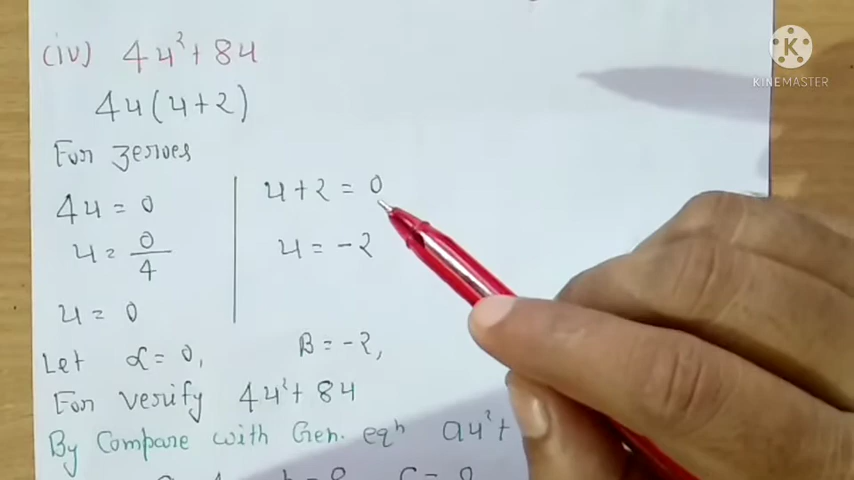 K
KINEMASTER
(iv) 4u² + 8u
4u(u+2)
For zeroes
4u = 0
u = 0/4
u = 0
u+2 = 0
u = -2
Let α = 0, β = -2,
For verify 4u² + 8u
By Compare with Gen. eqⁿ au² +